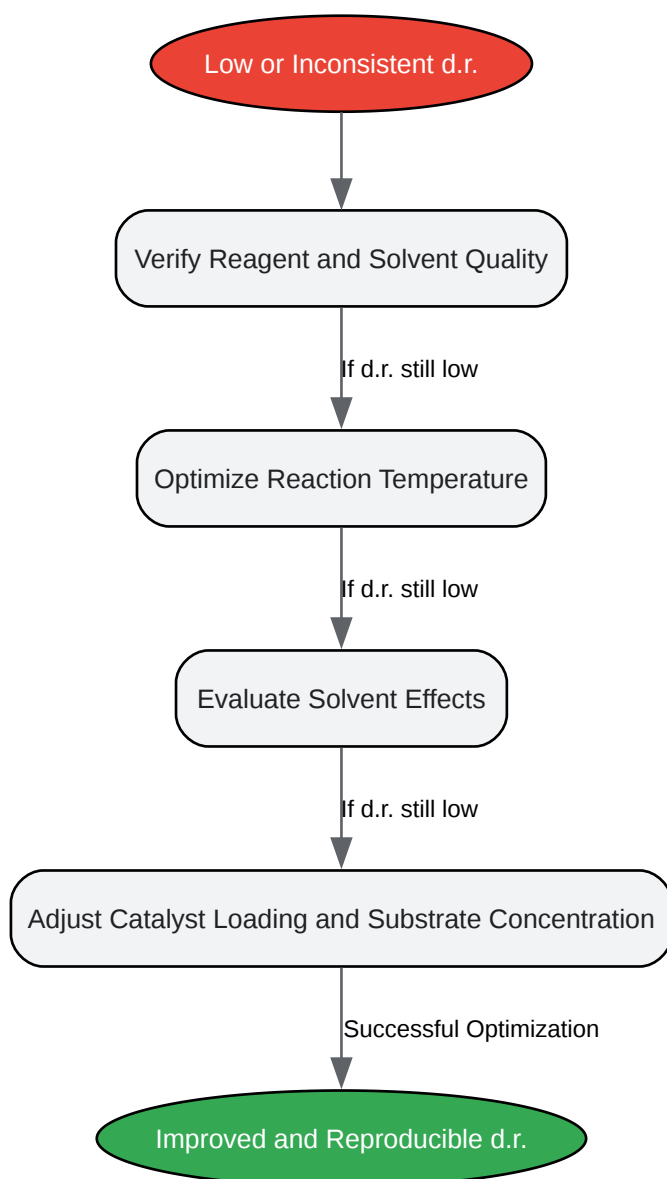 Low or Inconsistent d.r.
Verify Reagent and Solvent Quality
If d.r. still low
Optimize Reaction Temperature
If d.r. still low
Evaluate Solvent Effects
If d.r. still low
Adjust Catalyst Loading and Substrate Concentration
Successful Optimization
Improved and Reproducible d.r.